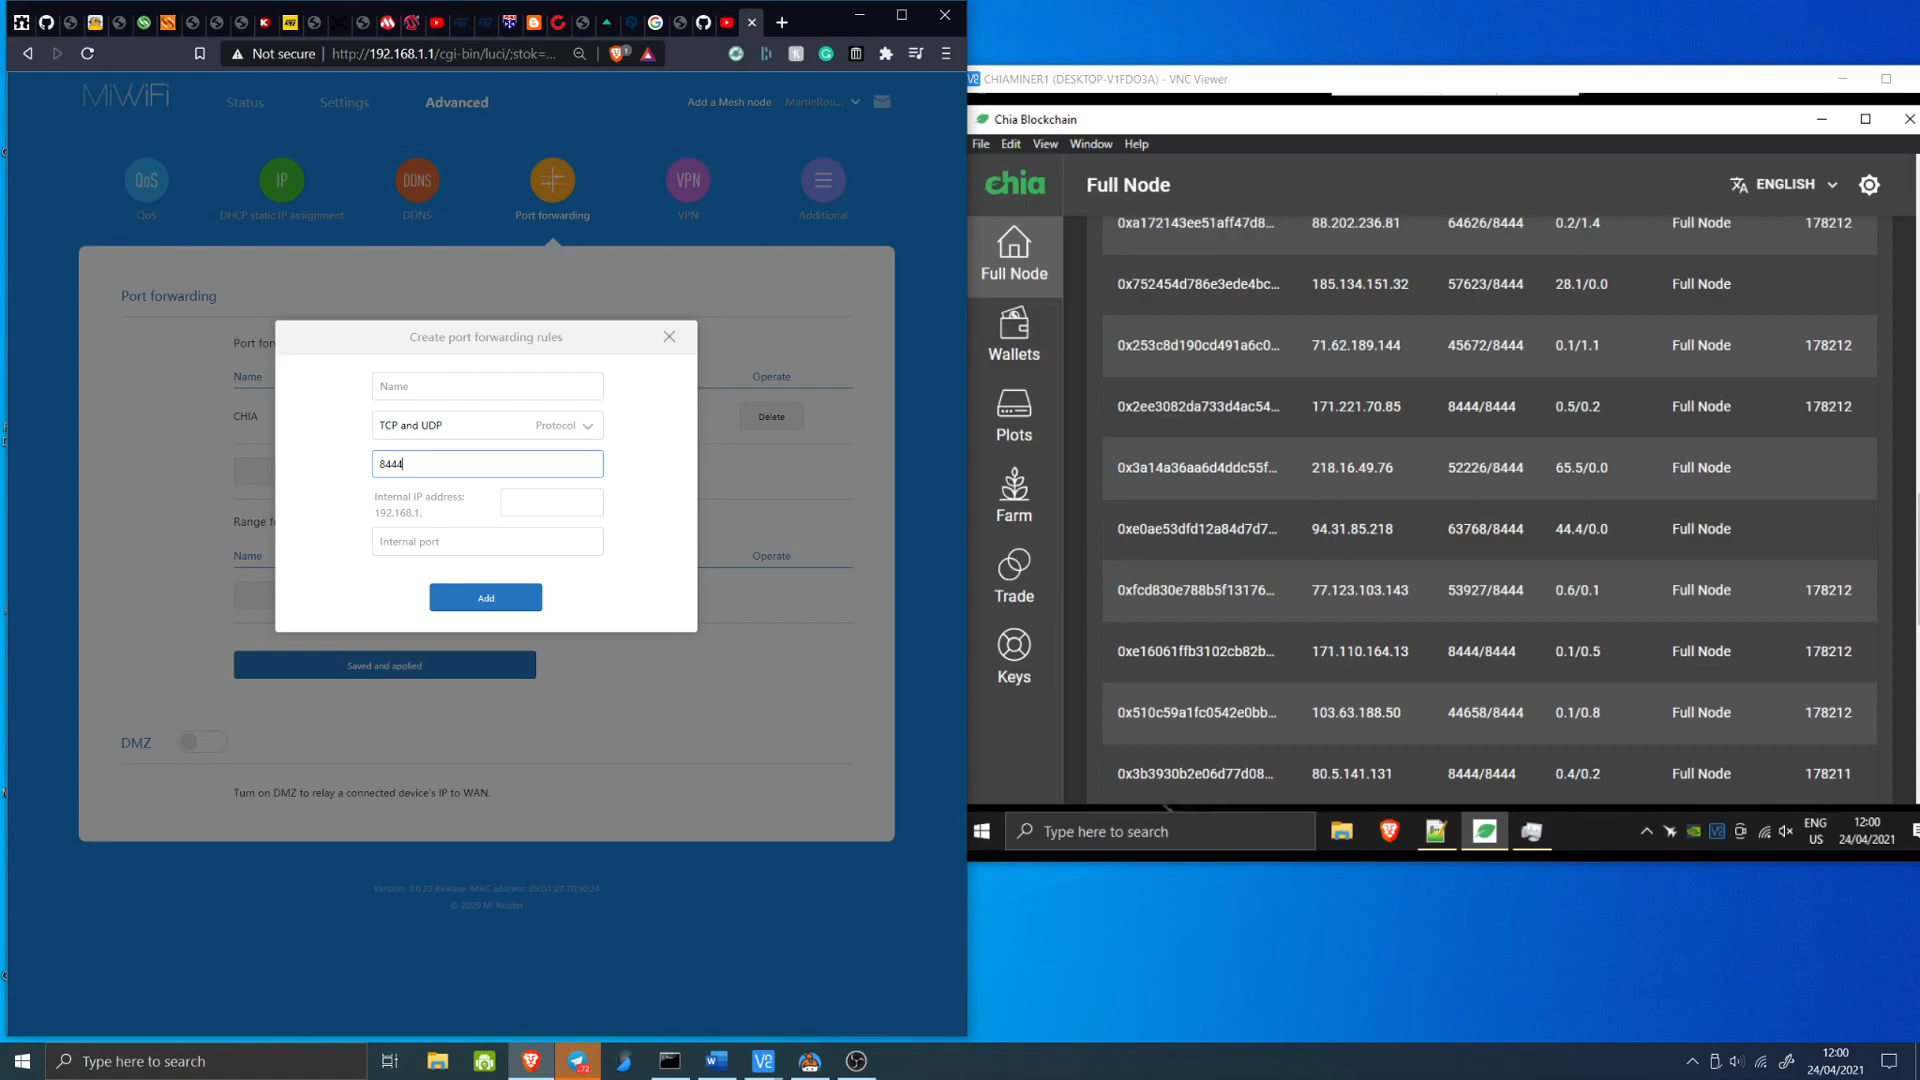 Not secure
http://192.168.1.1/cgi-bin/luci/;stok=...
MiWiFi
Status
Settings
Advanced
Add a Mesh node
MartinRou...
QoS
IP
DDNS
VPN
QoS
DHCP static IP assignment
DDNS
Port forwarding
VPN
Additional
Port forwarding
Port for
Name
Operate
CHIA
Delete
Range f
Name
Operate
Saved and applied
DMZ
Turn on DMZ to relay a connected device's IP to WAN.
© 2020 Mi Router
Create port forwarding rules
Name
TCP and UDP
Protocol
8444
Internal IP address:
192.168.1.
Internal port
Add
CHIAMINER1 (DESKTOP-V1FDO3A) - VNC Viewer
Chia Blockchain
File Edit View Window Help
chia
Full Node
ENGLISH
Full Node
Wallets
Plots
Farm
Trade
Keys
0xa172143ee51aff47d8... 88.202.236.81 64626/8444 0.2/1.4 Full Node 178212
0x752454d786e3ede4bc... 185.134.151.32 57623/8444 28.1/0.0 Full Node
0x253c8d190cd491a6c0... 71.62.189.144 45672/8444 0.1/1.1 Full Node 178212
0x2ee3082da733d4ac54... 171.221.70.85 8444/8444 0.5/0.2 Full Node 178212
0x3a14a36aa6d4ddc55f... 218.16.49.76 52226/8444 65.5/0.0 Full Node
0xe0ae53dfd12a84d7d7... 94.31.85.218 63768/8444 44.4/0.0 Full Node
0xfcd830e788b5f13176... 77.123.103.143 53927/8444 0.6/0.1 Full Node 178212
0xe16061ffb3102cb82b... 171.110.164.13 8444/8444 0.1/0.5 Full Node 178212
0x510c59a1fc0542e0bb... 103.63.188.50 44658/8444 0.1/0.8 Full Node 178212
0x3b3930b2e06d77d08... 80.5.141.131 8444/8444 0.4/0.2 Full Node 178211
Type here to search
ENG
US
12:00
24/04/2021
Type here to search
12:00
24/04/2021